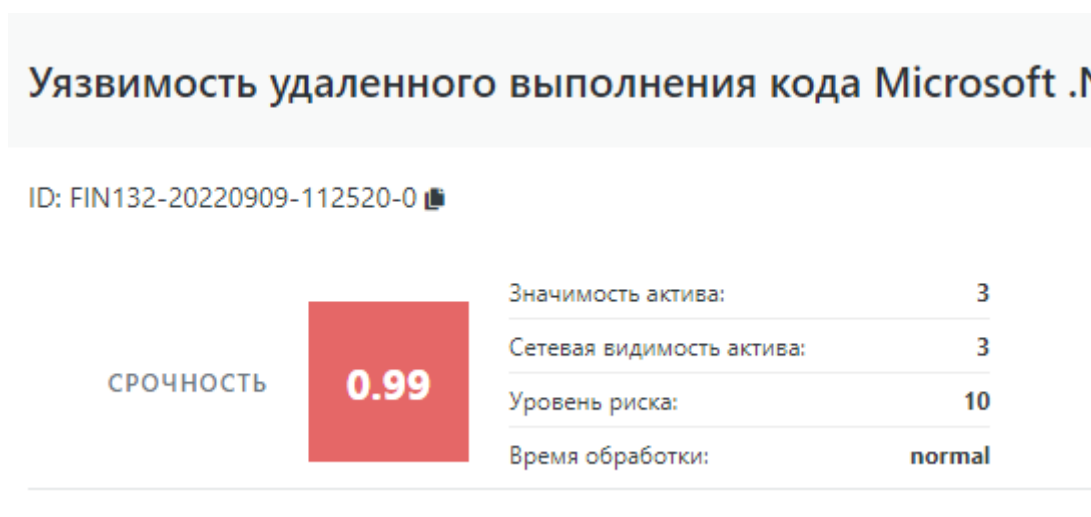 Уязвимость удаленного выполнения кода Microsoft
ID: FIN132-20220909-112520-0
СРОЧНОСТЬ
0.99
Значимость актива: 3
Сетевая видимость актива: 3
Уровень риска: 10
Время обработки: normal